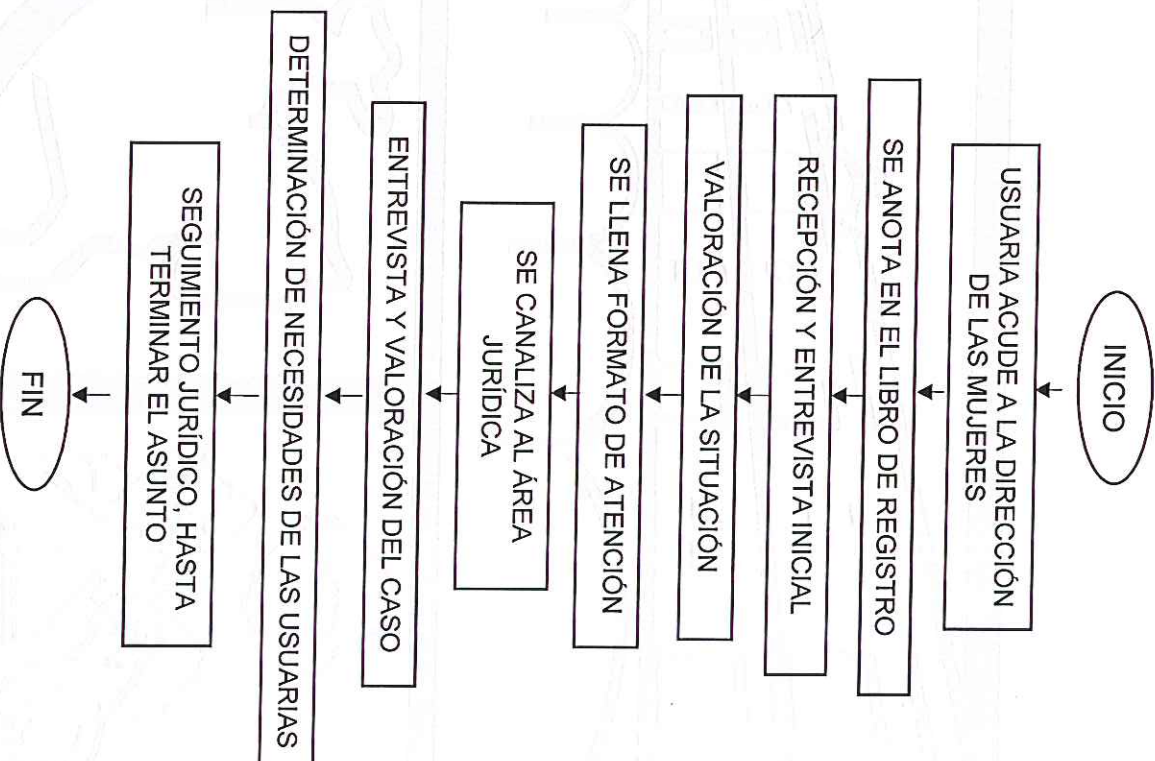 INICIO
USUARIA ACUDE A LA DIRECCIÓN
DE LAS MUJERES
SE ANOTA EN EL LIBRO DE REGISTRO
RECEPCIÓN Y ENTREVISTA INICIAL
VALORACIÓN DE LA SITUACIÓN
SE LLENA FORMATO DE ATENCIÓN
SE CANALIZA AL ÁREA
JURÍDICA
ENTREVISTA Y VALORACIÓN DEL CASO
DETERMINACIÓN DE NECESIDADES DE LAS USUARIAS
SEGUIMIENTO JURÍDICO, HASTA
TERMINAR EL ASUNTO
FIN